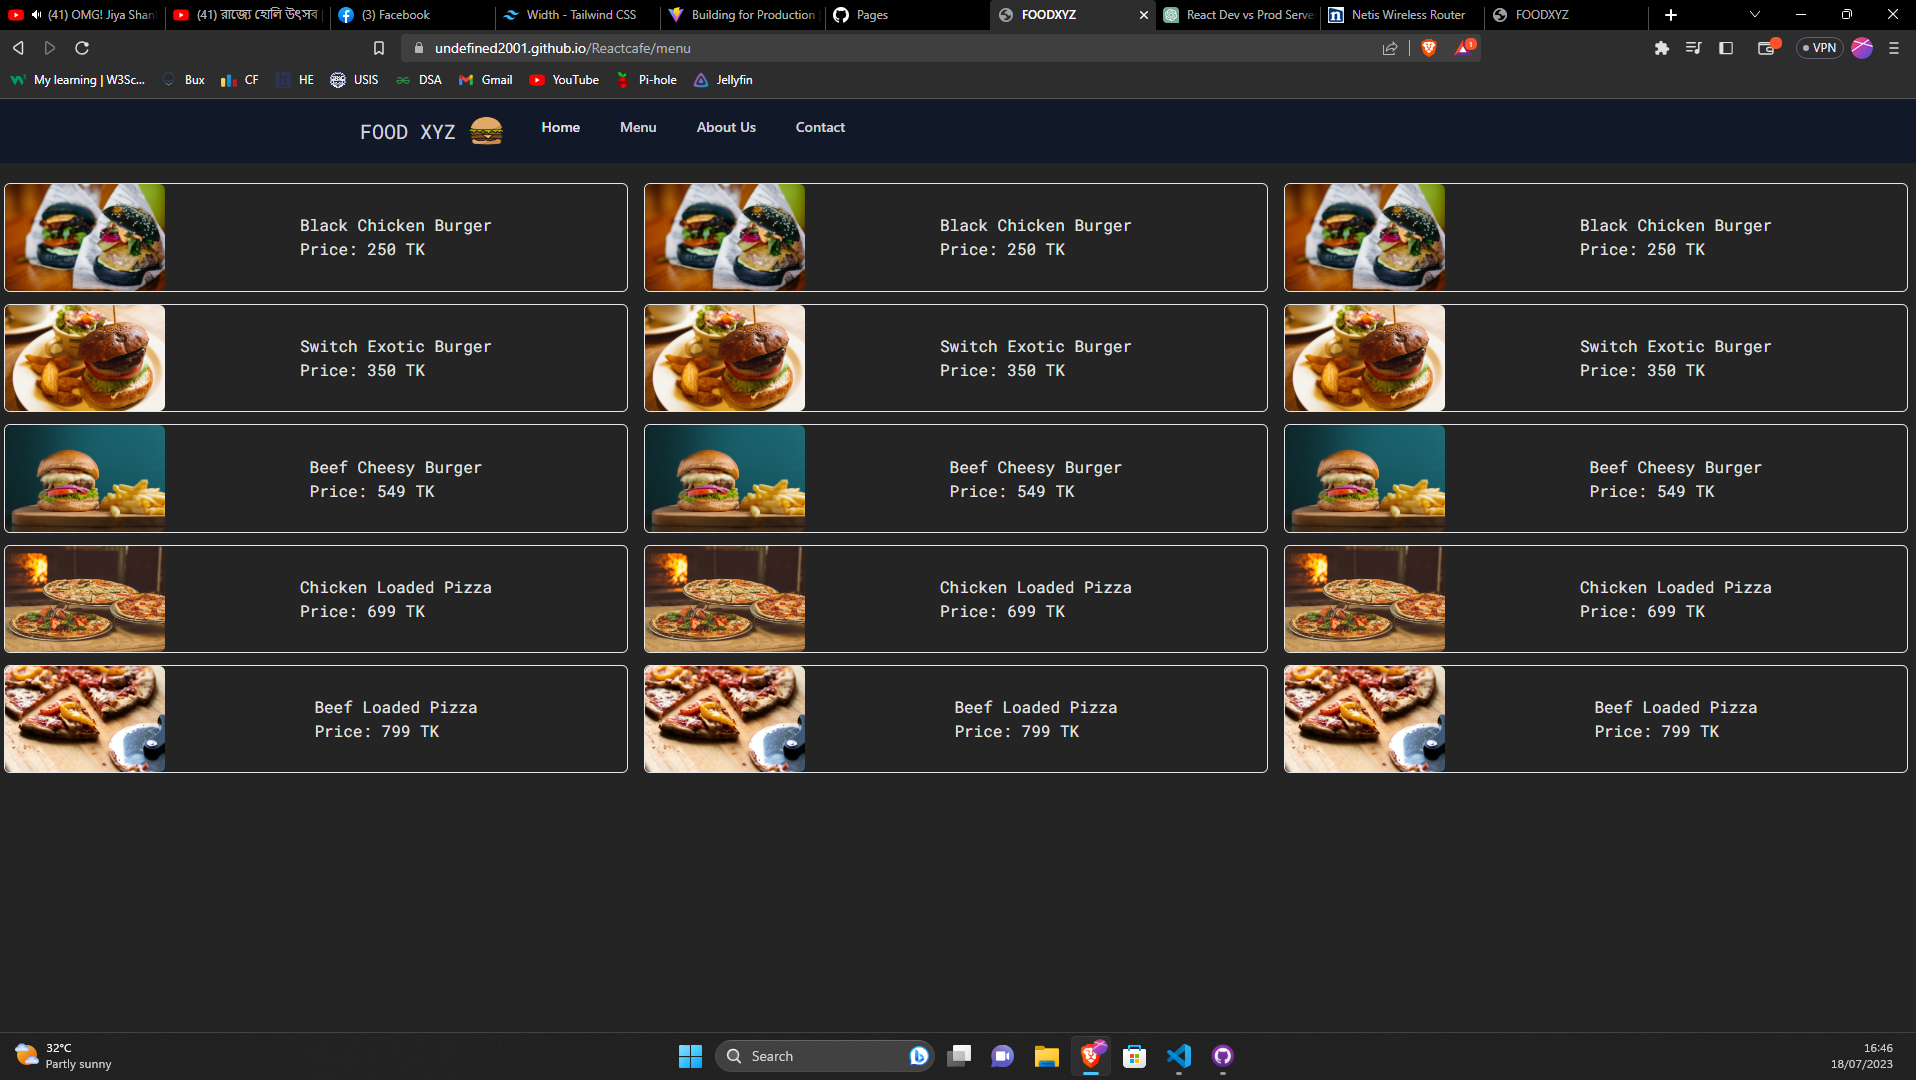 (41) OMG! Jiya Shan
(41) রাজ্যে হোলি উৎসব
(3) Facebook
Width - Tailwind CSS
Building for Production
Pages
FOODXYZ
React Dev vs Prod Serve
Netis Wireless Router
FOODXYZ
undefined2001.github.io/Reactcafe/menu
1
VPN
My learning | W3Sc...
Bux
CF
HE
USIS
DSA
Gmail
YouTube
Pi-hole
Jellyfin
FOOD XYZ
Home
Menu
About Us
Contact
Black Chicken Burger
Price: 250 TK
Black Chicken Burger
Price: 250 TK
Black Chicken Burger
Price: 250 TK
Switch Exotic Burger
Price: 350 TK
Switch Exotic Burger
Price: 350 TK
Switch Exotic Burger
Price: 350 TK
Beef Cheesy Burger
Price: 549 TK
Beef Cheesy Burger
Price: 549 TK
Beef Cheesy Burger
Price: 549 TK
Chicken Loaded Pizza
Price: 699 TK
Chicken Loaded Pizza
Price: 699 TK
Chicken Loaded Pizza
Price: 699 TK
Beef Loaded Pizza
Price: 799 TK
Beef Loaded Pizza
Price: 799 TK
Beef Loaded Pizza
Price: 799 TK
32°C
Partly sunny
Search
16:46
18/07/2023